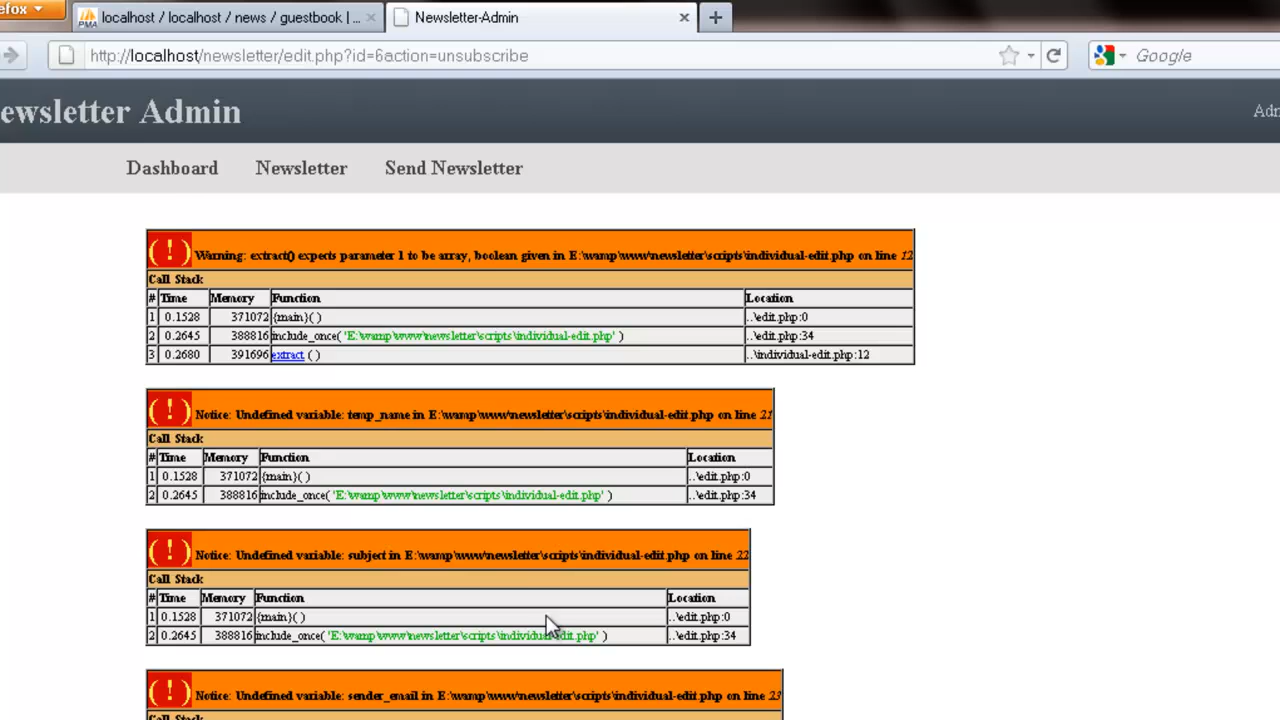 efox
PMA localhost / localhost / news / guestbook |...
Newsletter-Admin
http://localhost/newsletter/edit.php?id=6action=unsubscribe
Google
ewsletter Admin
Adn
Dashboard Newsletter Send Newsletter
( ! ) Warning: extract() expects parameter 1 to be array, boolean given in E:\wamp\www\newsletter\scripts\individual-edit.php on line 12
Call Stack
# Time Memory Function Location
1 0.1528 371072 {main}( ) ..\edit.php:0
2 0.2645 388816 include_once( 'E:\wamp\www\newsletter\scripts\individual-edit.php' ) ..\edit.php:34
3 0.2680 391696 extract ( ) ..\individual-edit.php:12
( ! ) Notice: Undefined variable: temp_name in E:\wamp\www\newsletter\scripts\individual-edit.php on line 21
Call Stack
# Time Memory Function Location
1 0.1528 371072 {main}( ) ..\edit.php:0
2 0.2645 388816 include_once( 'E:\wamp\www\newsletter\scripts\individual-edit.php' ) ..\edit.php:34
( ! ) Notice: Undefined variable: subject in E:\wamp\www\newsletter\scripts\individual-edit.php on line 22
Call Stack
# Time Memory Function Location
1 0.1528 371072 {main}( ) ..\edit.php:0
2 0.2645 388816 include_once( 'E:\wamp\www\newsletter\scripts\individual-edit.php' ) ..\edit.php:34
( ! ) Notice: Undefined variable: sender_email in E:\wamp\www\newsletter\scripts\individual-edit.php on line 23
Call Stack